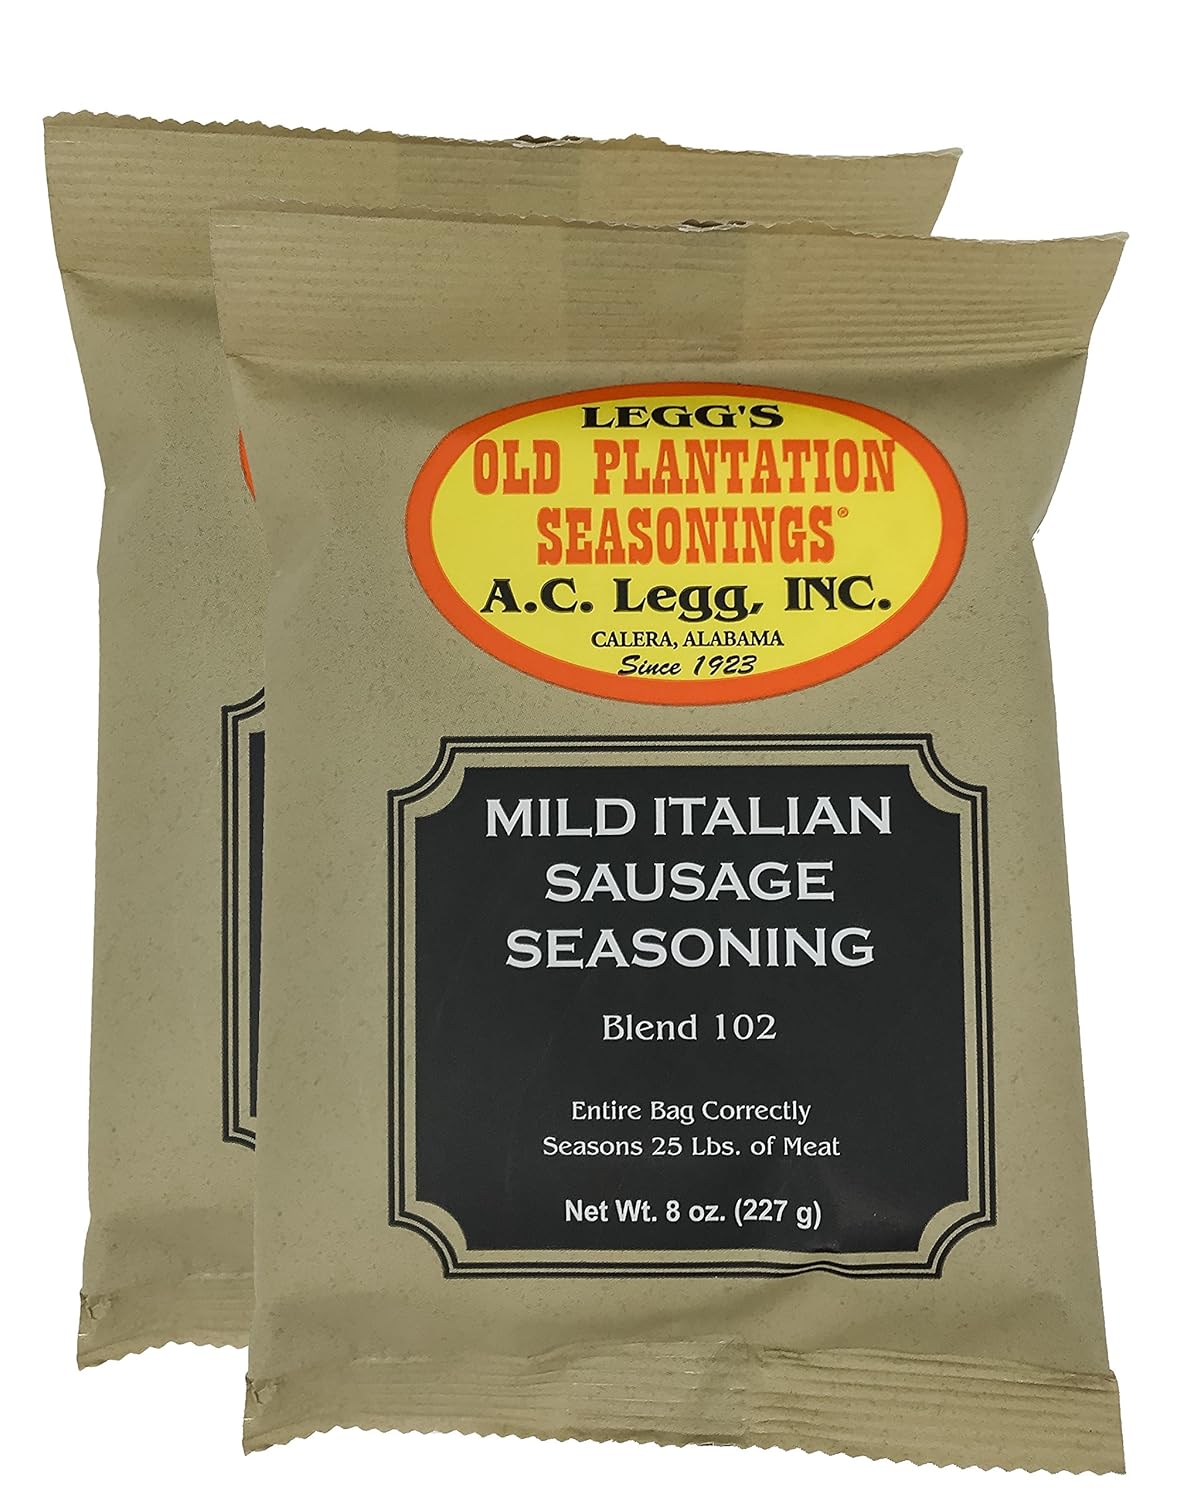 LEGG'S
OLD PLANTATION
SEASONINGS®
A.C. Legg, INC.
CALERA, ALABAMA
Since 1923
MILD ITALIAN
SAUSAGE
SEASONING
Blend 102
Entire Bag Correctly
Seasons 25 Lbs. of Meat
Net Wt. 8 oz. (227 g)